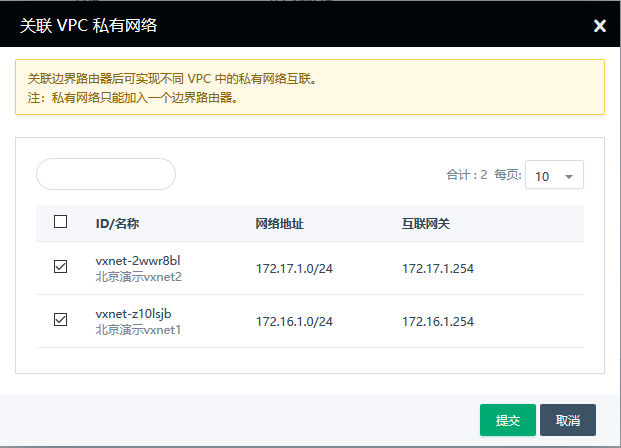 关联 VPC 私有网络
关联边界路由器后可实现不同 VPC 中的私有网络互联。
注：私有网络只能加入一个边界路由器。
合计 : 2 每页: 10
ID/名称 网络地址 互联网关
vxnet-2wwr8bl
北京演示vxnet2
172.17.1.0/24 172.17.1.254
vxnet-z10lsjb
北京演示vxnet1
172.16.1.0/24 172.16.1.254
提交 取消